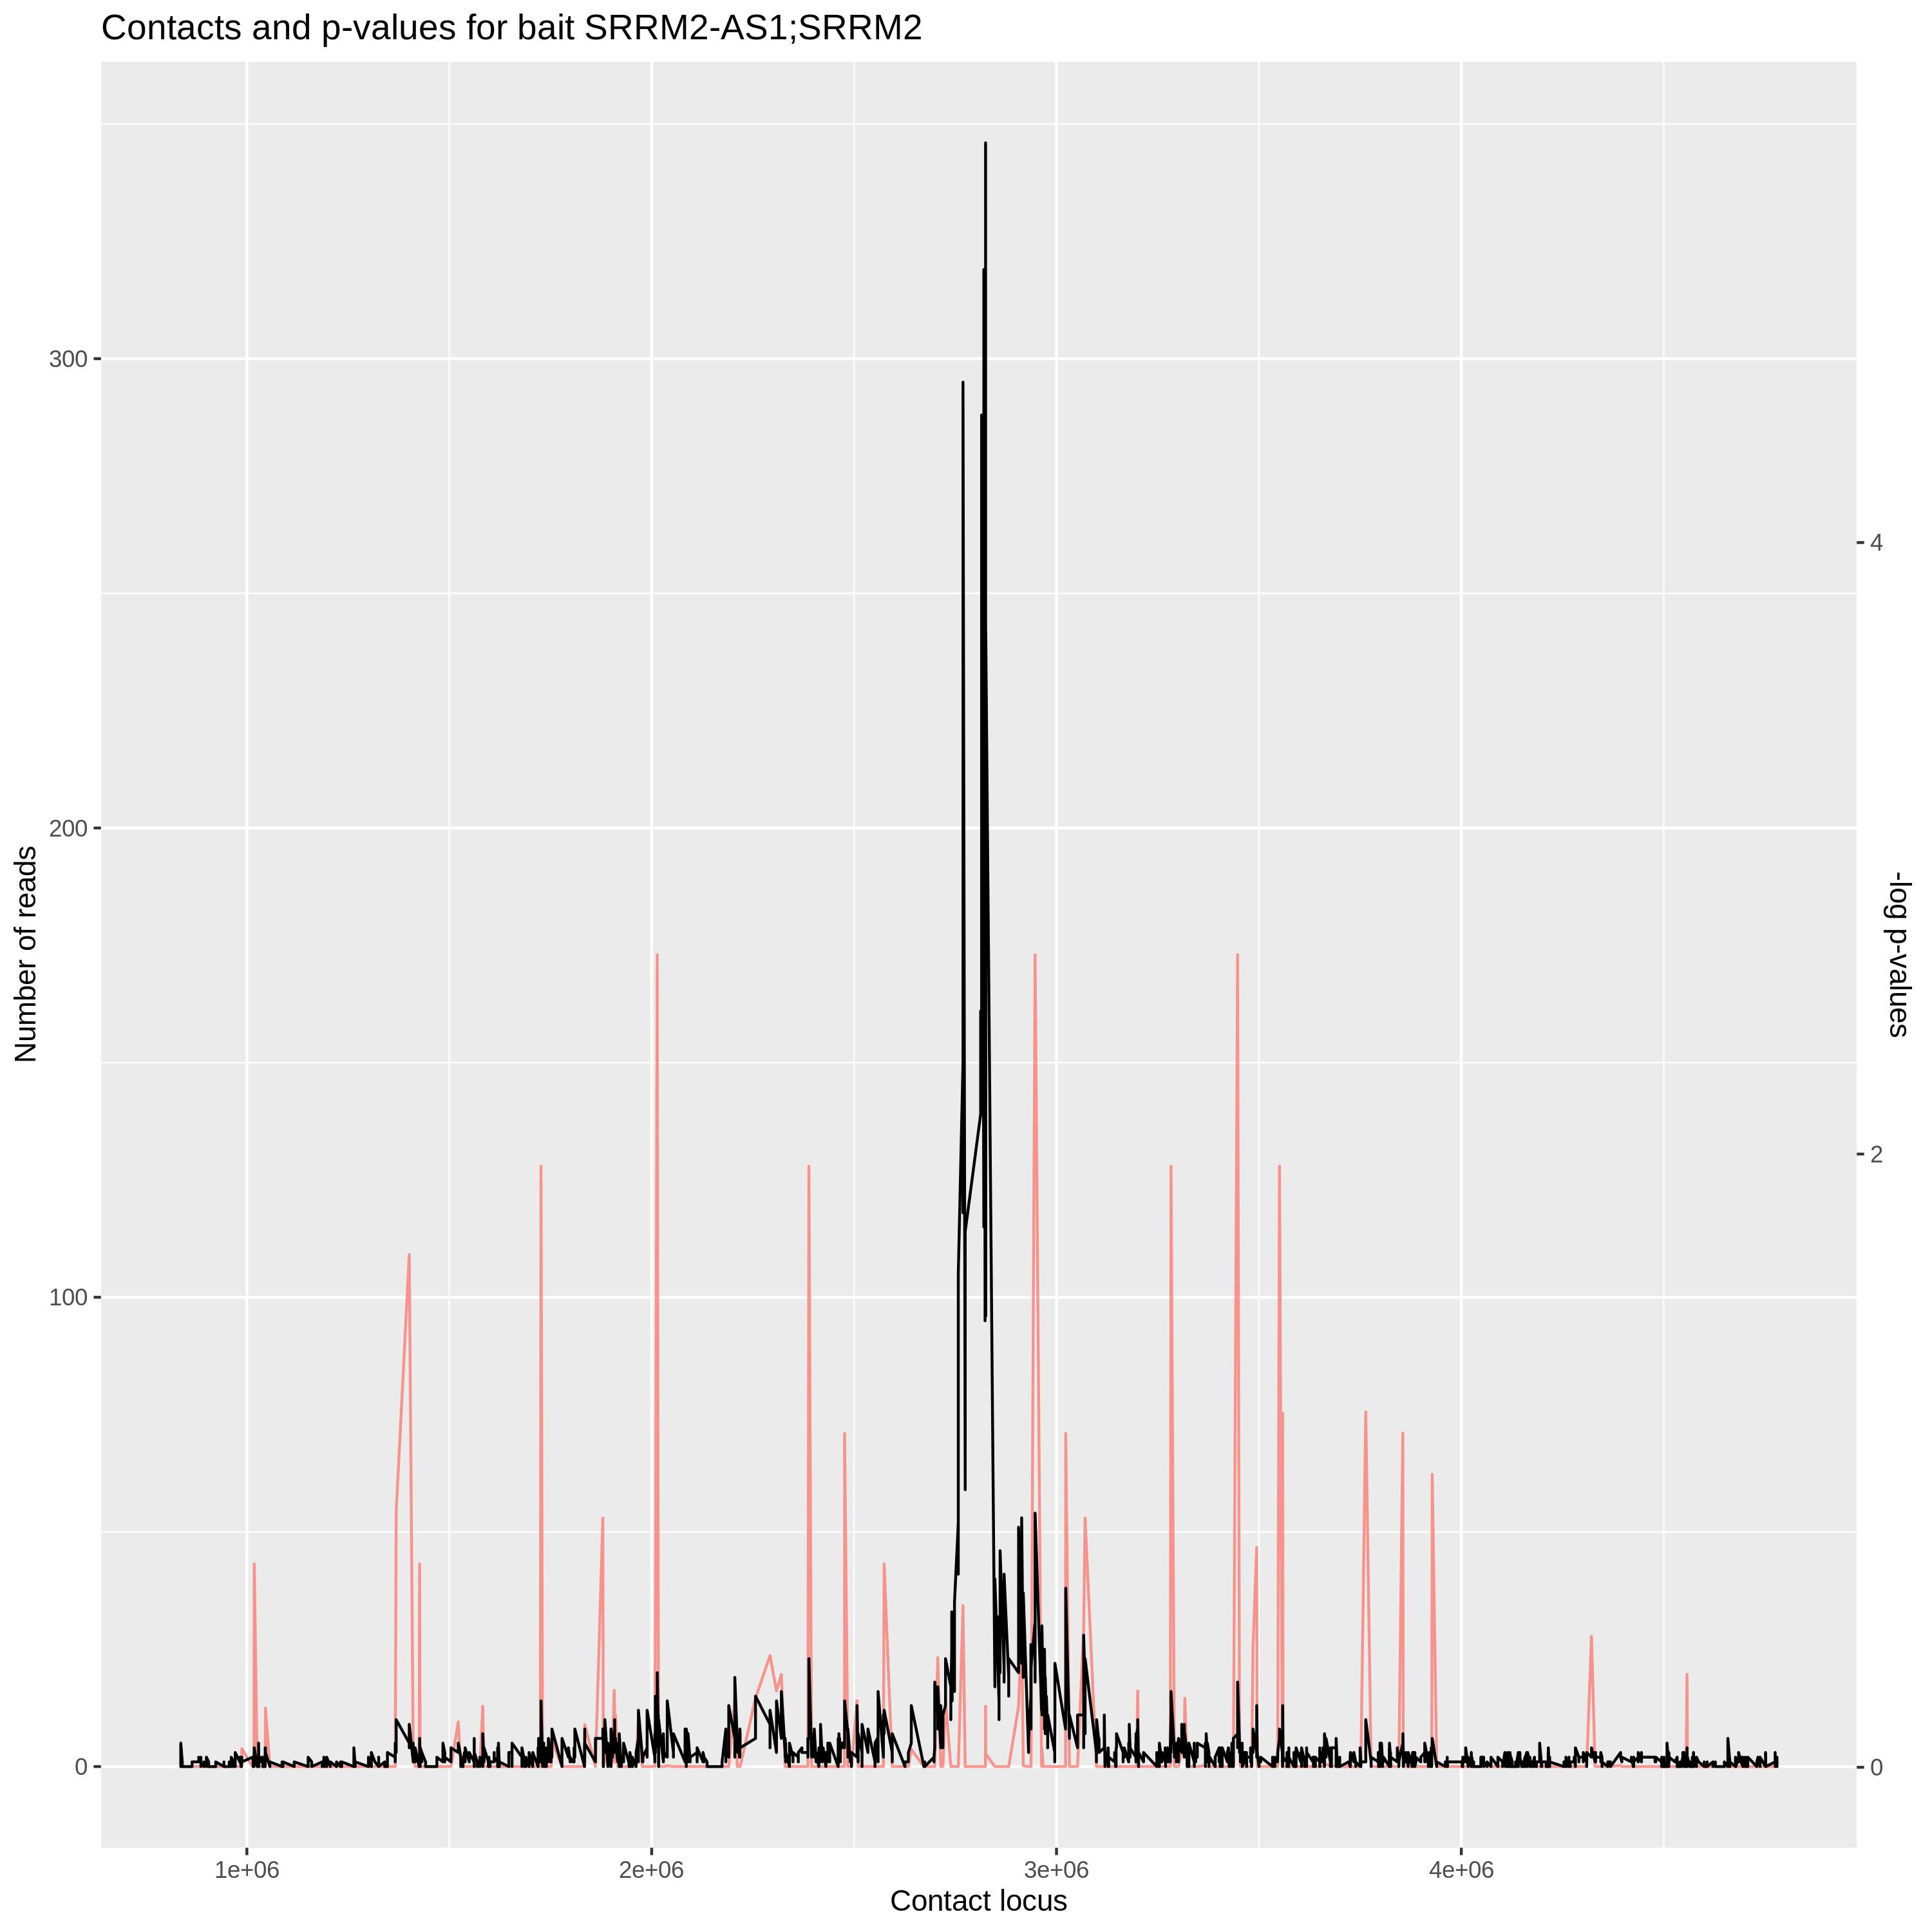 Contacts and p-values for bait SRRM2-AS1;SRRM2
300
200
100
0
Number of reads
4
2
0
-log p-values
1e+06
2e+06
3e+06
4e+06
Contact locus